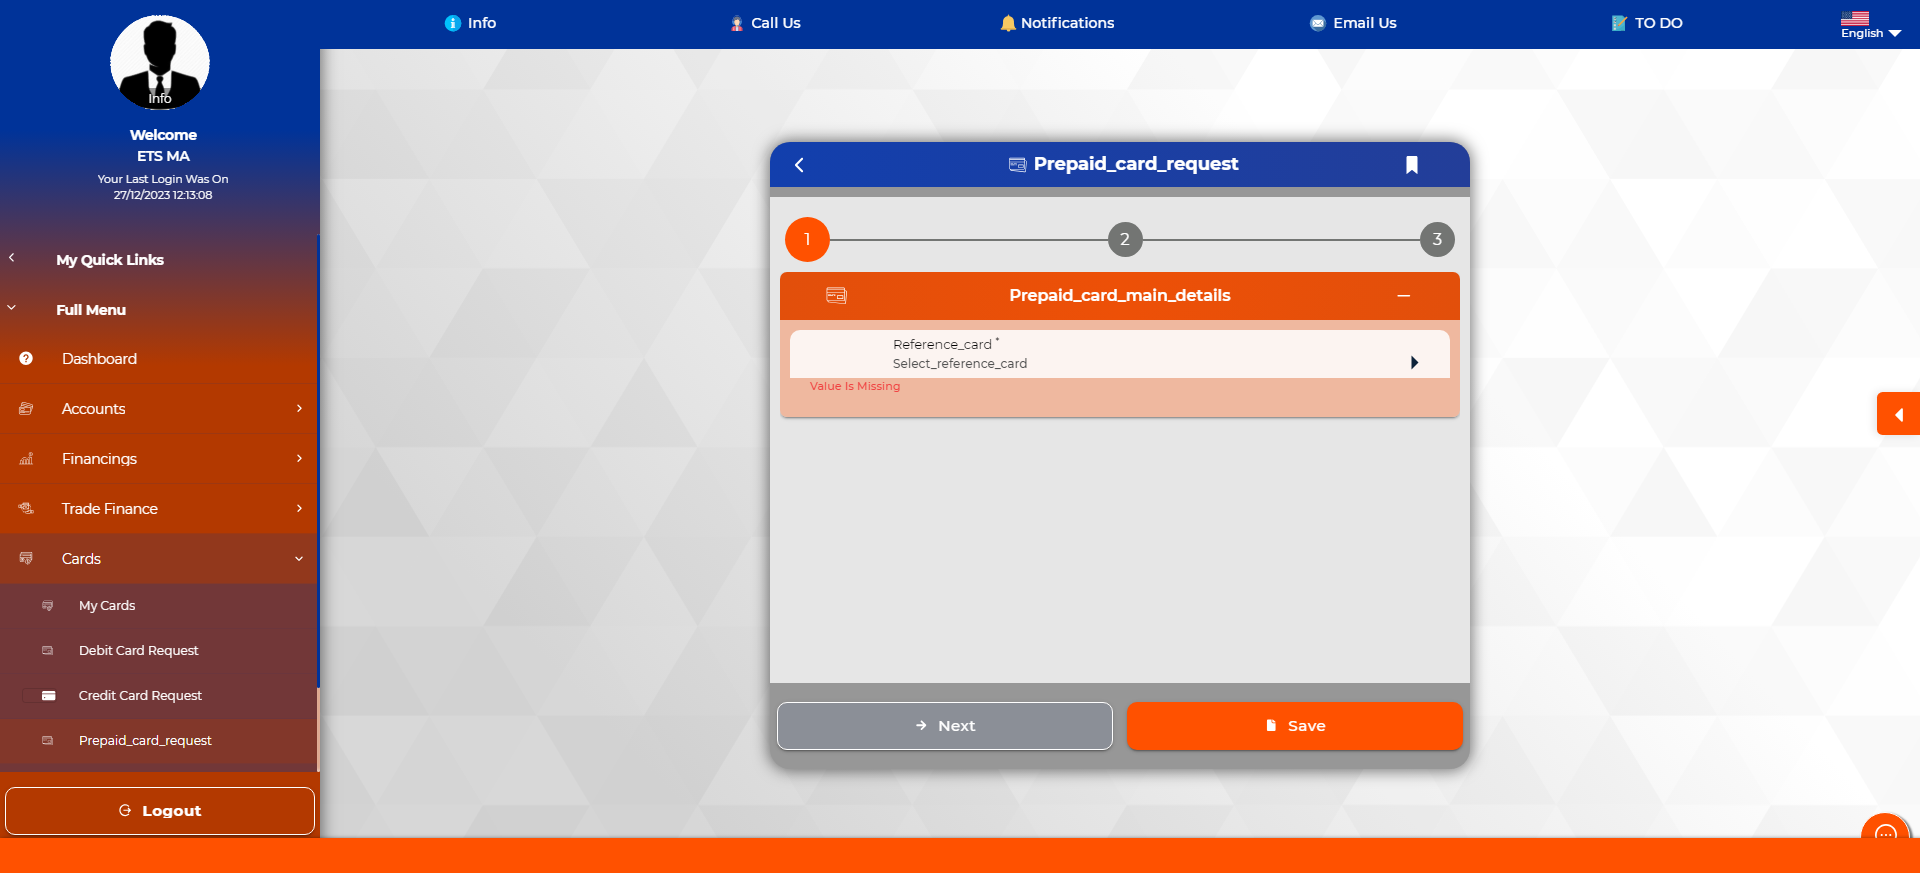 Info
Call Us
Notifications
Email Us
TO DO
English
Info
Welcome
ETS MA
Your Last Login Was On
27/12/2023 12:13:08
My Quick Links
Full Menu
Dashboard
Accounts
Financings
Trade Finance
Cards
My Cards
Debit Card Request
Credit Card Request
Prepaid_card_request
Logout
Prepaid_card_request
1
2
3
Prepaid_card_main_details
Reference_card *
Select_reference_card
Value Is Missing
Next
Save